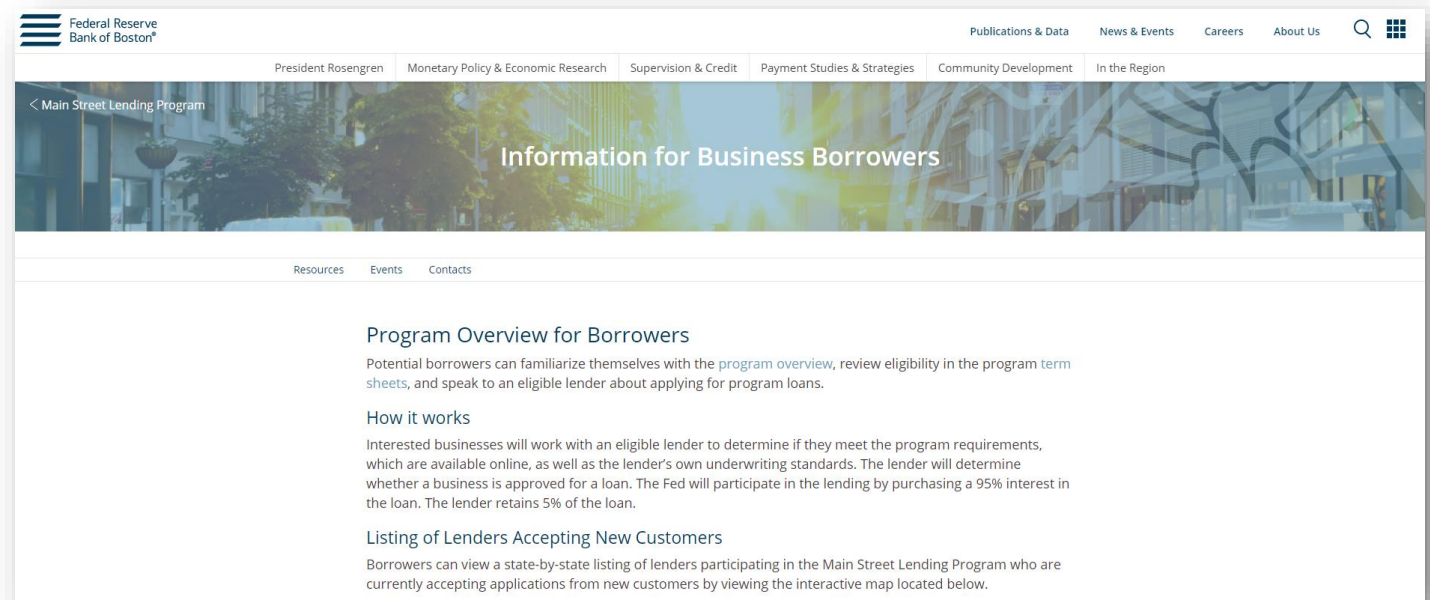 Federal Reserve
Bank of Boston®
Publications & Data
News & Events
Careers
About Us
President Rosengren
Monetary Policy & Economic Research
Supervision & Credit
Payment Studies & Strategies
Community Development
In the Region
< Main Street Lending Program
Information for Business Borrowers
Resources
Events
Contacts
Program Overview for Borrowers
Potential borrowers can familiarize themselves with the program overview, review eligibility in the program term
sheets, and speak to an eligible lender about applying for program loans.
How it works
Interested businesses will work with an eligible lender to determine if they meet the program requirements,
which are available online, as well as the lender's own underwriting standards. The lender will determine
whether a business is approved for a loan. The Fed will participate in the lending by purchasing a 95% interest in
the loan. The lender retains 5% of the loan.
Listing of Lenders Accepting New Customers
Borrowers can view a state-by-state listing of lenders participating in the Main Street Lending Program who are
currently accepting applications from new customers by viewing the interactive map located below.